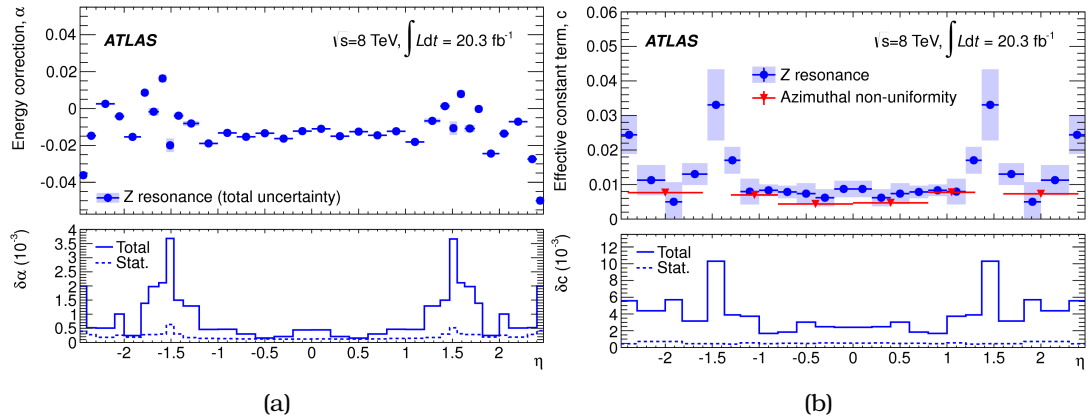 Energy correction, α
0.04
0.02
0
-0.02
-0.04
ATLAS
√s=8 TeV, ∫ Ldt = 20.3 fb⁻¹
Z resonance (total uncertainty)
δα (10⁻³)
4
3.5
3
2.5
2
1.5
1
0.5
0
Total
Stat.
-2 -1.5 -1 -0.5 0 0.5 1 1.5 2 η
(a)
Effective constant term, c
0.06
0.05
0.04
0.03
0.02
0.01
0
ATLAS
√s=8 TeV, ∫ Ldt = 20.3 fb⁻¹
Z resonance
Azimuthal non-uniformity
δc (10⁻³)
12
10
8
6
4
2
0
Total
Stat.
-2 -1.5 -1 -0.5 0 0.5 1 1.5 2 η
(b)